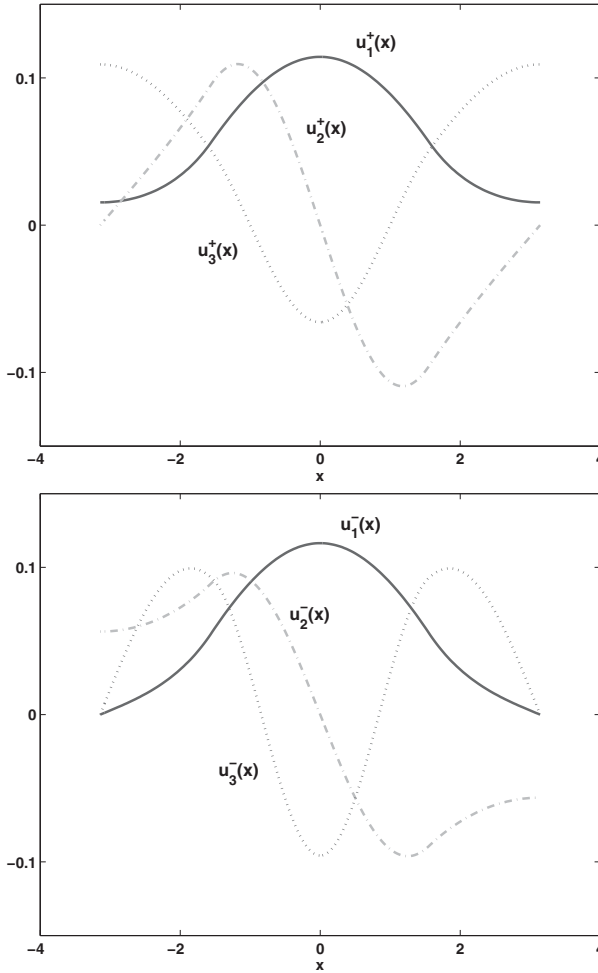 u₁⁺(x)
0.1
u₂⁺(x)
0
u₃⁺(x)
−0.1
−4 −2 0 2 4
x
u₁⁻(x)
0.1
u₂⁻(x)
0
u₃⁻(x)
−0.1
−4 −2 0 2 4
x